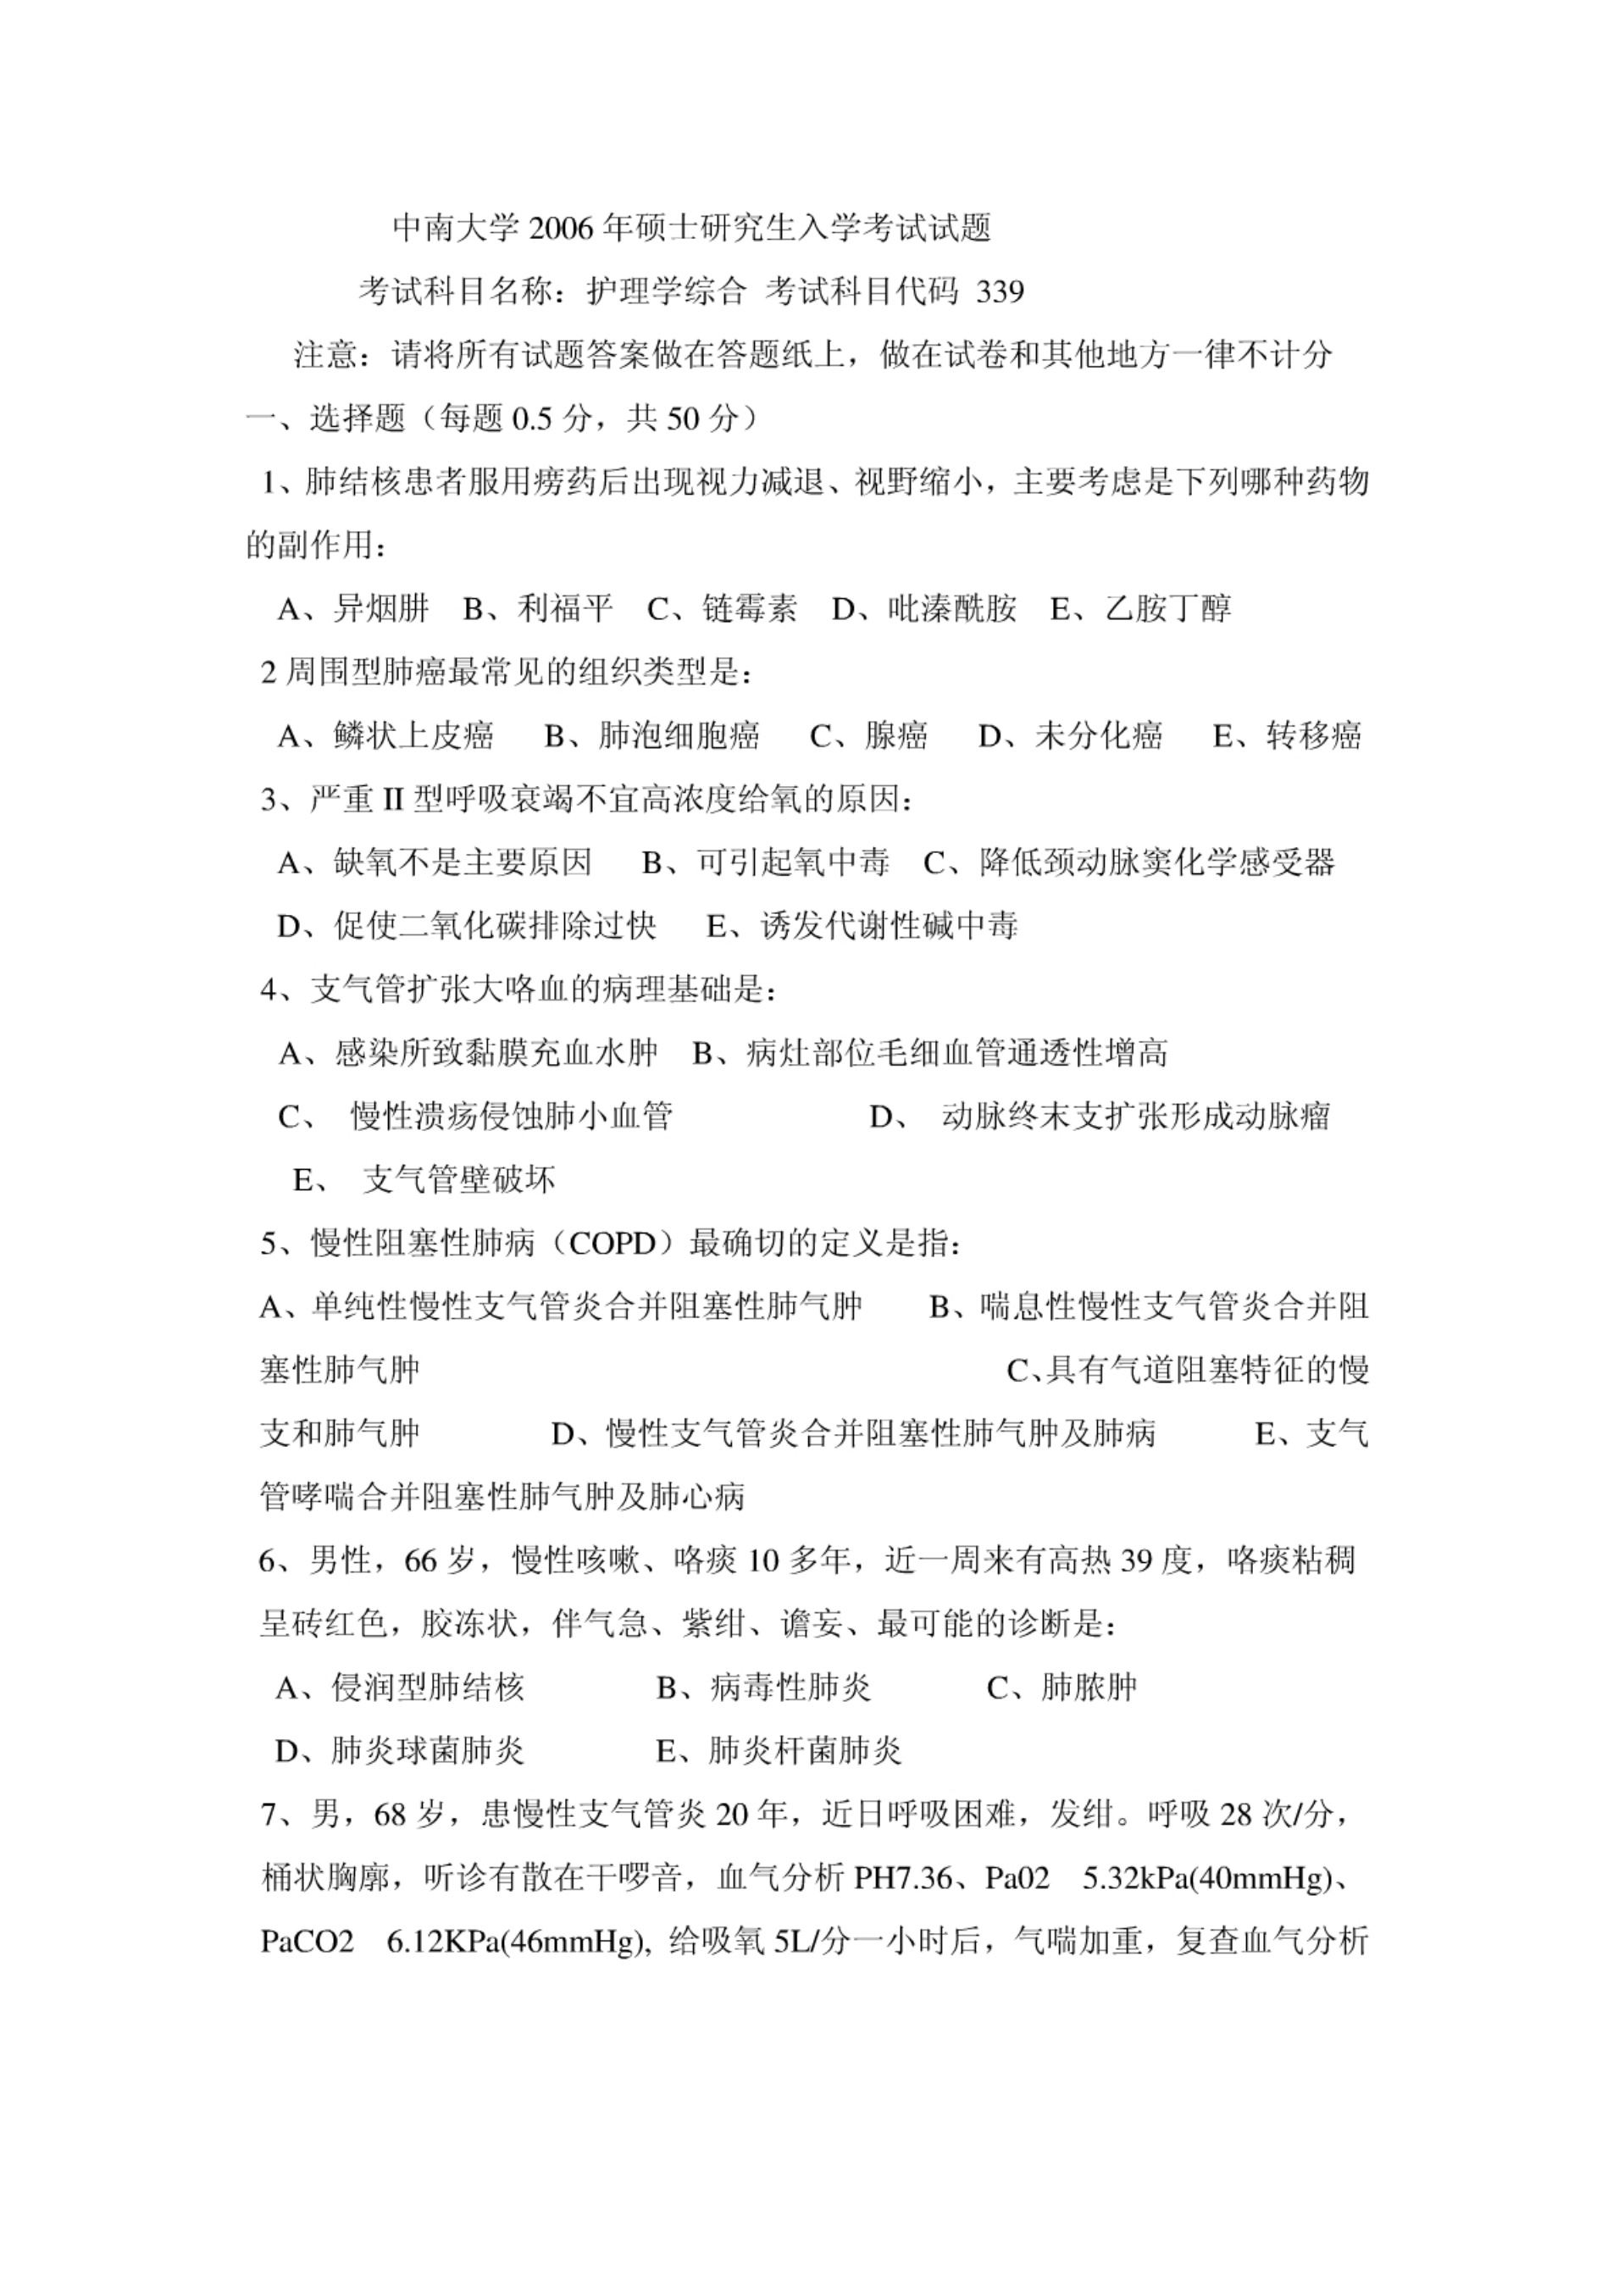 中南大学 2006 年硕士研究生入学考试试题
考试科目名称：护理学综合 考试科目代码 339
注意：请将所有试题答案做在答题纸上，做在试卷和其他地方一律不计分
一、选择题（每题 0.5 分，共 50 分）
1、肺结核患者服用痨药后出现视力减退、视野缩小，主要考虑是下列哪种药物
的副作用：
A、异烟肼 B、利福平 C、链霉素 D、吡溱酰胺 E、乙胺丁醇
2 周围型肺癌最常见的组织类型是：
A、鳞状上皮癌 B、肺泡细胞癌 C、腺癌 D、未分化癌 E、转移癌
3、严重 II 型呼吸衰竭不宜高浓度给氧的原因：
A、缺氧不是主要原因 B、可引起氧中毒 C、降低颈动脉窦化学感受器
D、促使二氧化碳排除过快 E、诱发代谢性碱中毒
4、支气管扩张大咯血的病理基础是：
A、感染所致黏膜充血水肿 B、病灶部位毛细血管通透性增高
C、 慢性溃疡侵蚀肺小血管 D、 动脉终末支扩张形成动脉瘤
E、 支气管壁破坏
5、慢性阻塞性肺病（COPD）最确切的定义是指：
A、单纯性慢性支气管炎合并阻塞性肺气肿 B、喘息性慢性支气管炎合并阻
塞性肺气肿 C、具有气道阻塞特征的慢
支和肺气肿 D、慢性支气管炎合并阻塞性肺气肿及肺病 E、支气
管哮喘合并阻塞性肺气肿及肺心病
6、男性，66 岁，慢性咳嗽、咯痰 10 多年，近一周来有高热 39 度，咯痰粘稠
呈砖红色，胶冻状，伴气急、紫绀、谵妄、最可能的诊断是：
A、侵润型肺结核 B、病毒性肺炎 C、肺脓肿
D、肺炎球菌肺炎 E、肺炎杆菌肺炎
7、男，68 岁，患慢性支气管炎 20 年，近日呼吸困难，发绀。呼吸 28 次/分，
桶状胸廓，听诊有散在干啰音，血气分析 PH7.36、Pa02 5.32kPa(40mmHg)、
PaCO2 6.12KPa(46mmHg), 给吸氧 5L/分一小时后，气喘加重，复查血气分析